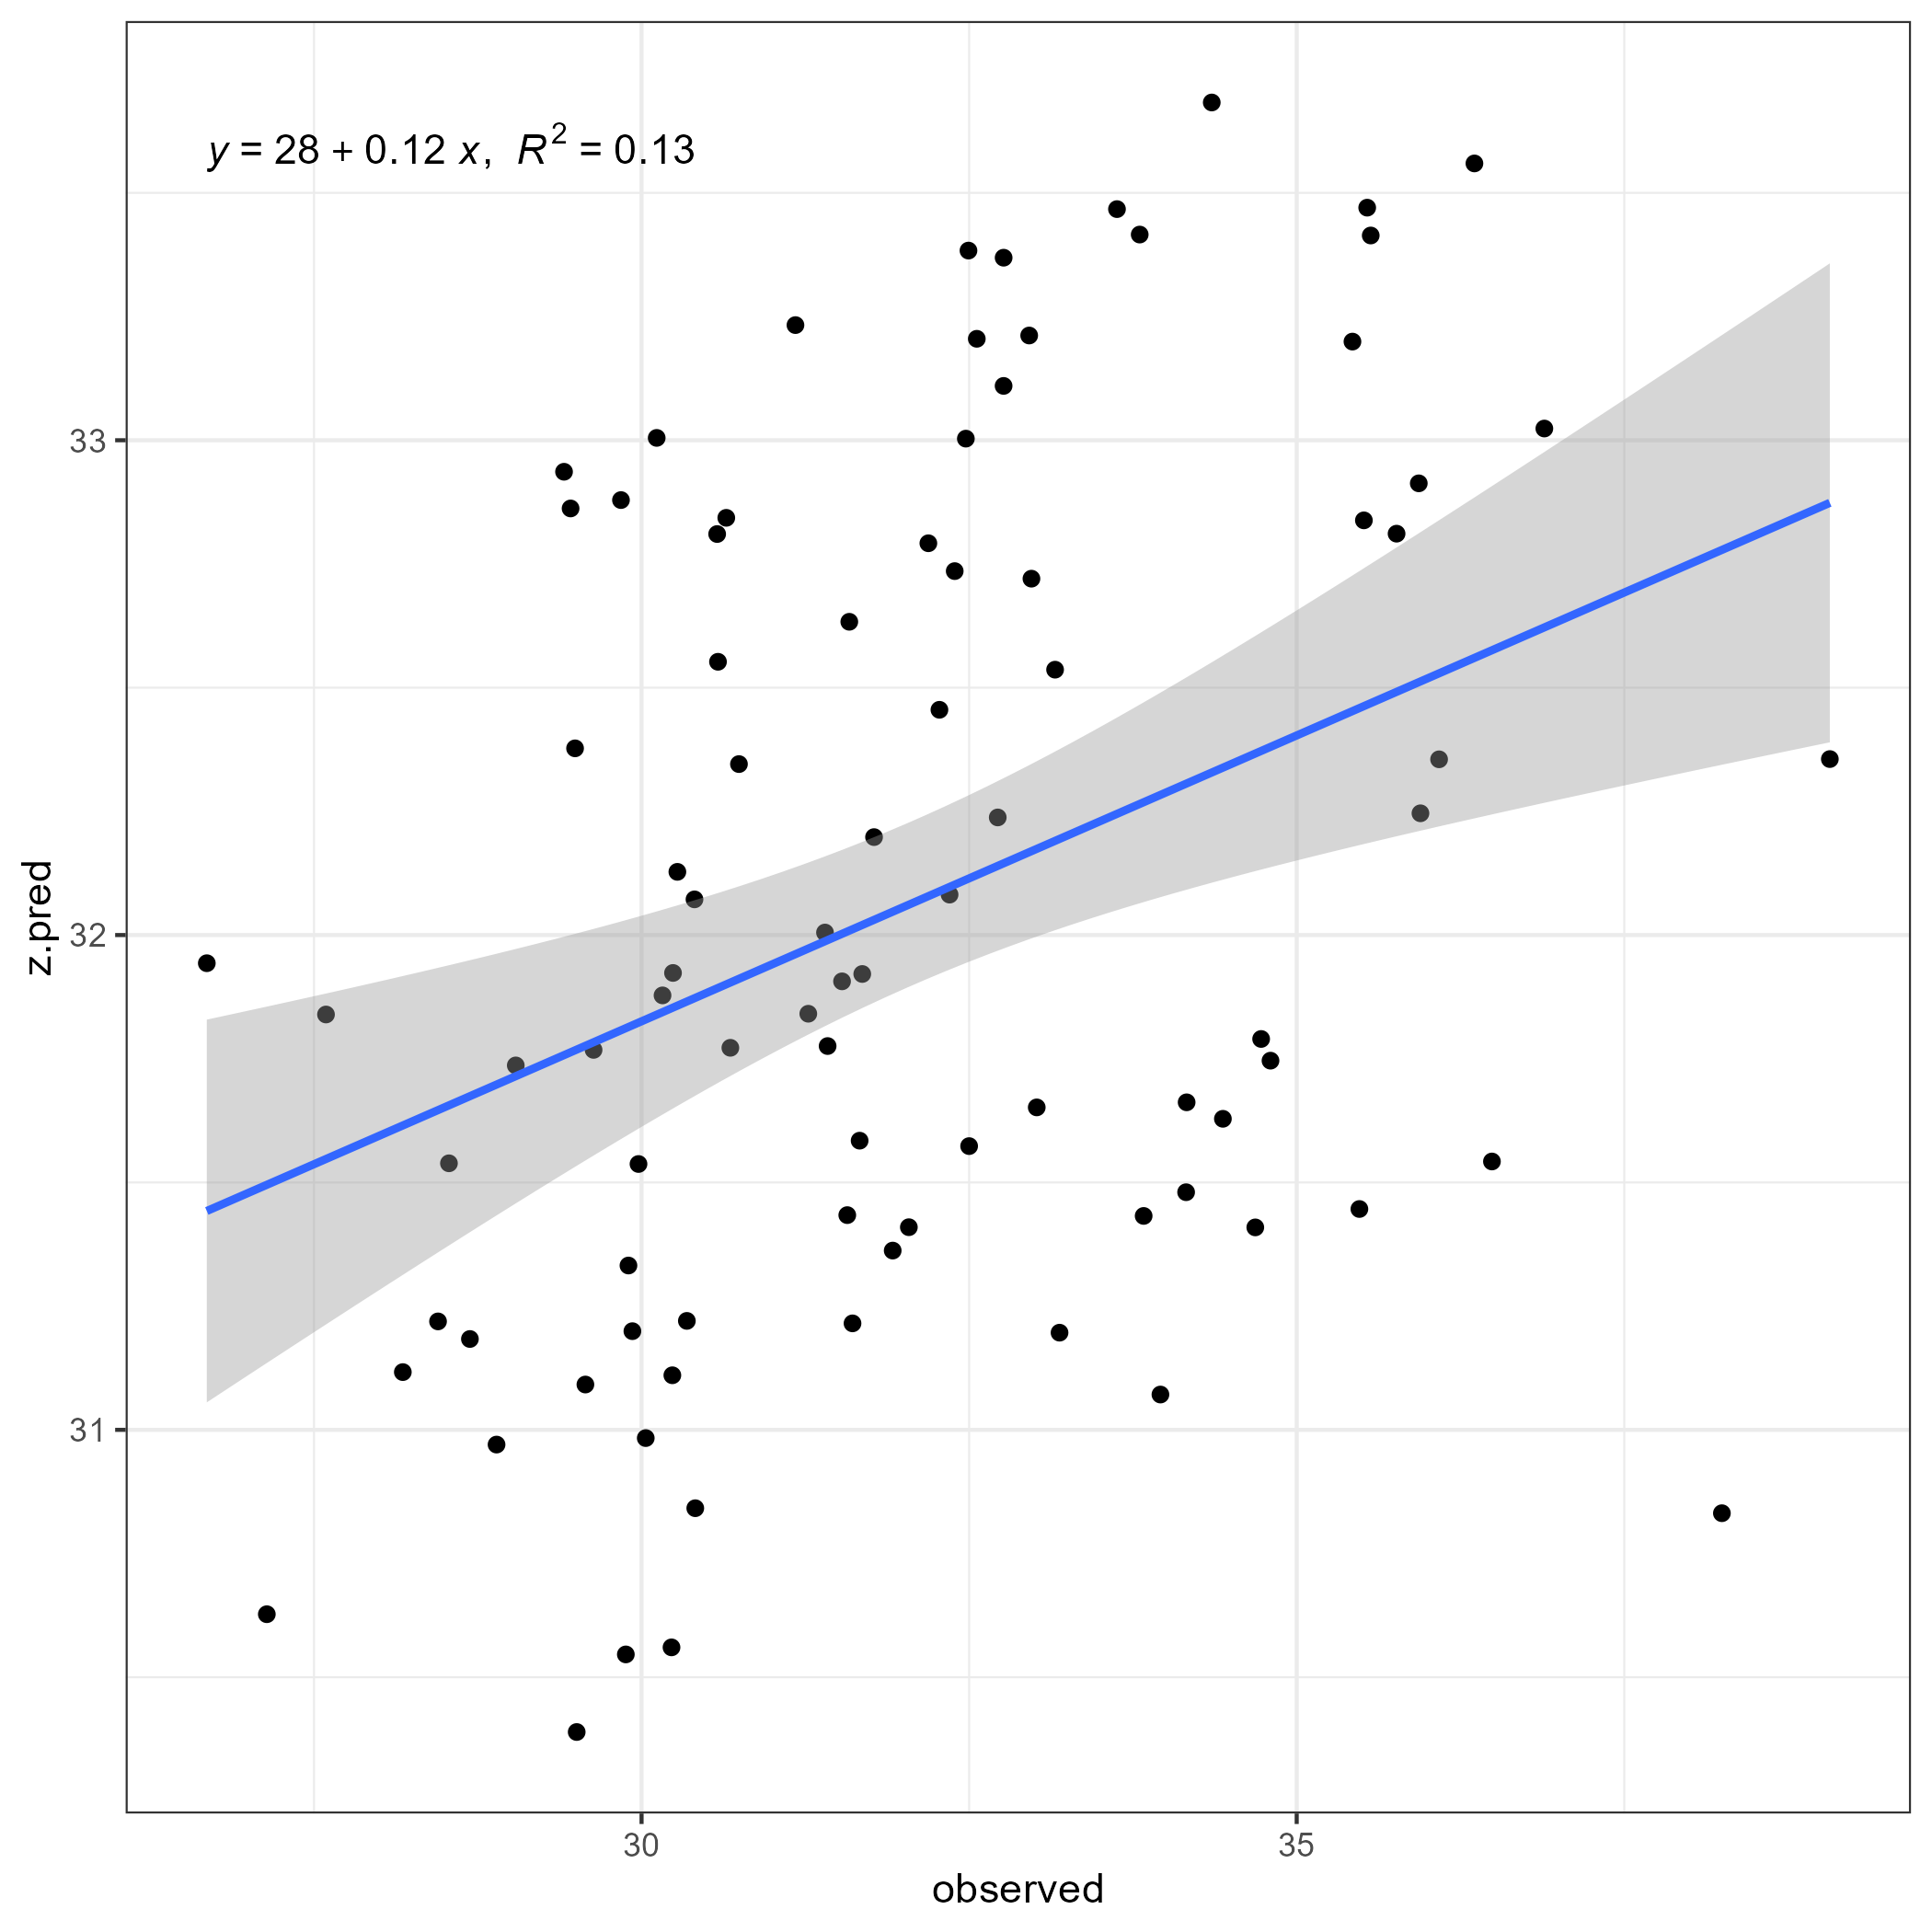 y = 28 + 0.12 x, R² = 0.13
33
32
31
z.pred
30 35
observed